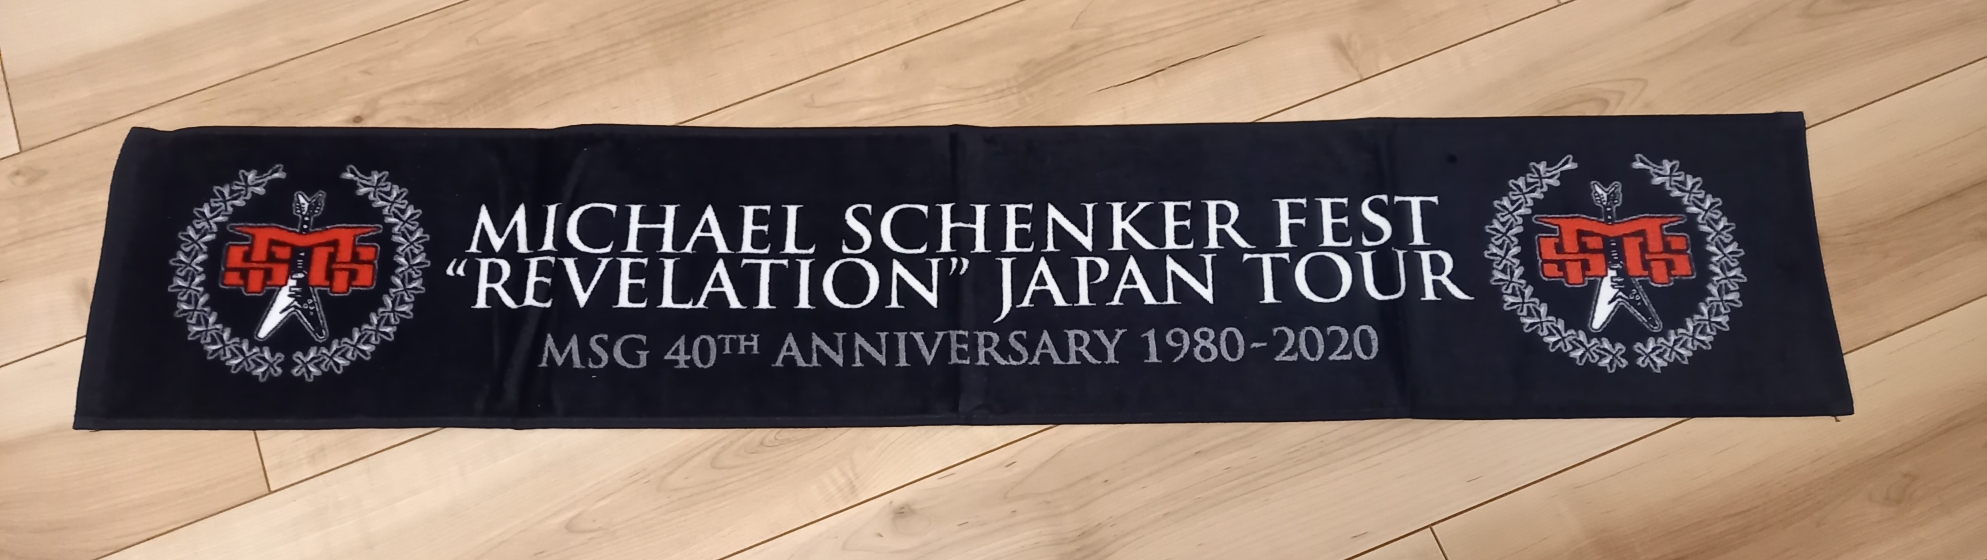 MICHAEL SCHENKER FEST
“REVELATION” JAPAN TOUR
MSG 40TH ANNIVERSARY 1980-2020